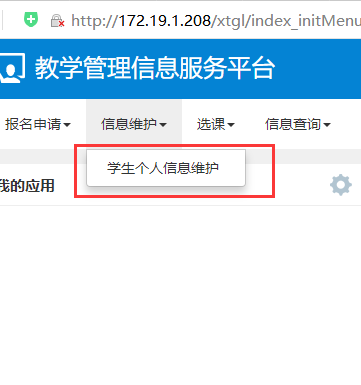 http://172.19.1.208/xtgl/index_initMenu
教学管理信息服务平台
报名申请 信息维护 选课 信息查询
学生个人信息维护
我的应用